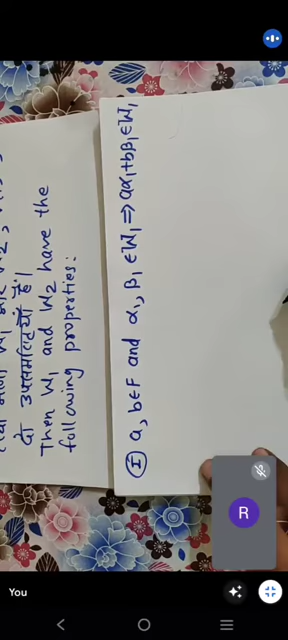 दो उपसमष्टियाँ हैं।
Then W₁ and W₂ have the
following properties:
Ⓘ a, b∈F and α₁, β₁ ∈W₁ ⇒ aα₁+bβ₁∈W₁
R
You